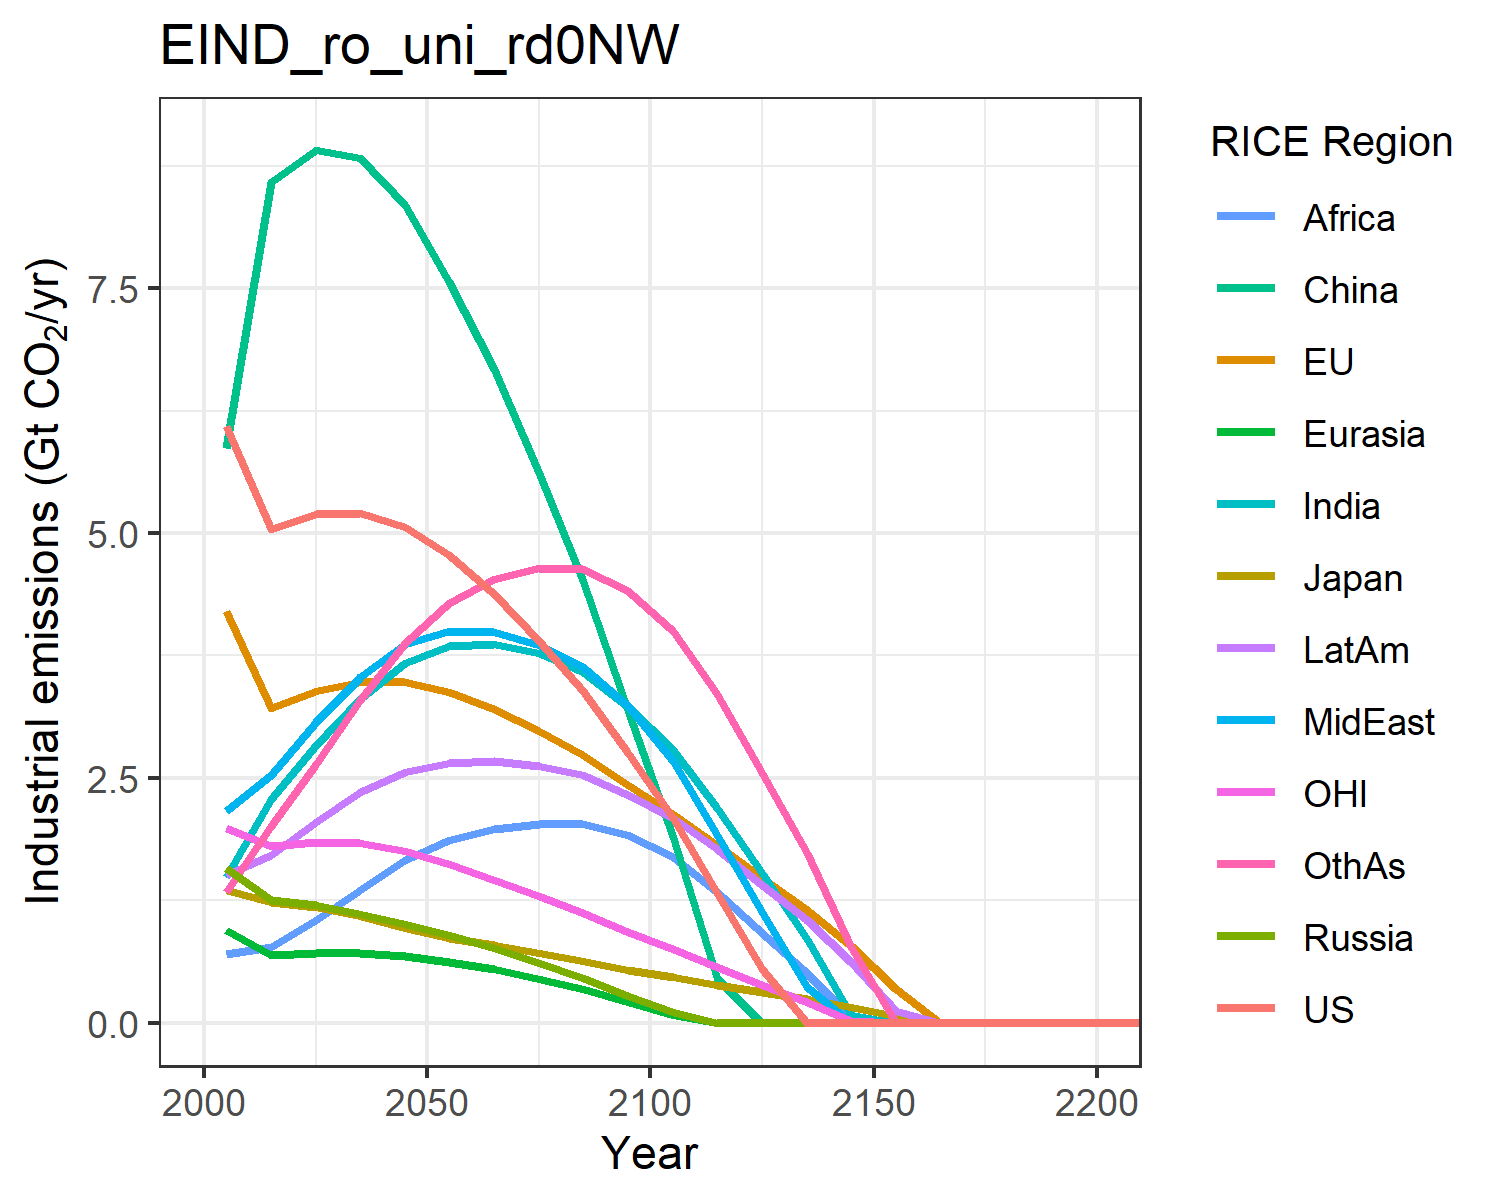 EIND_ro_uni_rd0NW
Industrial emissions (Gt CO₂/yr)
7.5
5.0
2.5
0.0
2000
2050
2100
2150
2200
Year
RICE Region
Africa
China
EU
Eurasia
India
Japan
LatAm
MidEast
OHI
OthAs
Russia
US